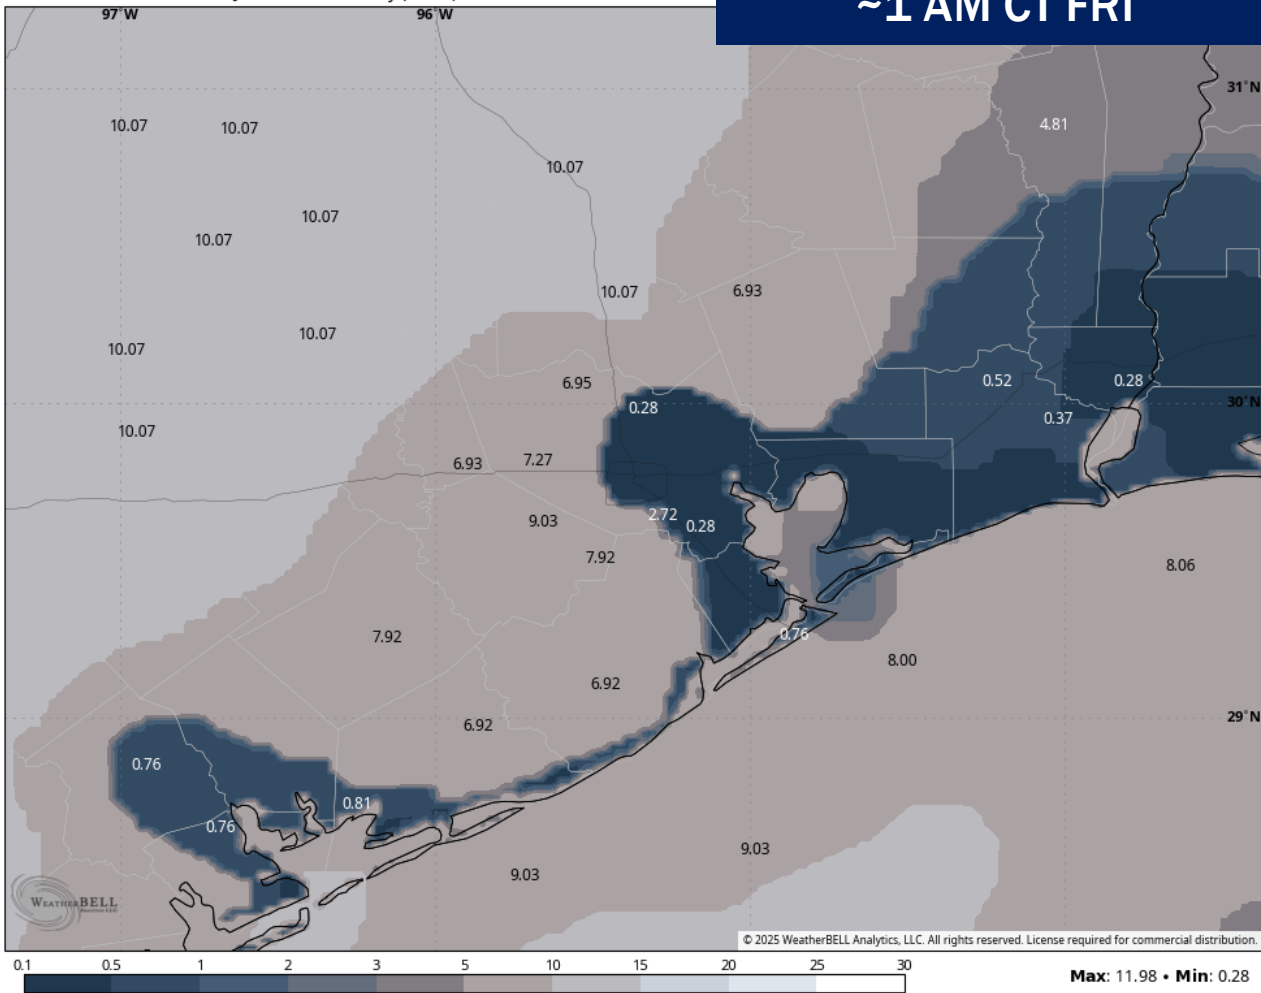 ~1 AM CT FRI
97°W 96°W
31°N
10.07 10.07 4.81
10.07
10.07
10.07
10.07 6.93
10.07
10.07
6.95 0.52 0.28
0.28 30°N
10.07 0.37
6.93 7.27
9.03 2.72 0.28
7.92 8.06
7.92 0.76
8.00
6.92
6.92 29°N
0.76
0.81
0.76
9.03
9.03
WEATHERBELL
© 2025 WeatherBELL Analytics, LLC. All rights reserved. License required for commercial distribution.
0.1 0.5 1 2 3 5 10 15 20 25 30
Max: 11.98 • Min: 0.28